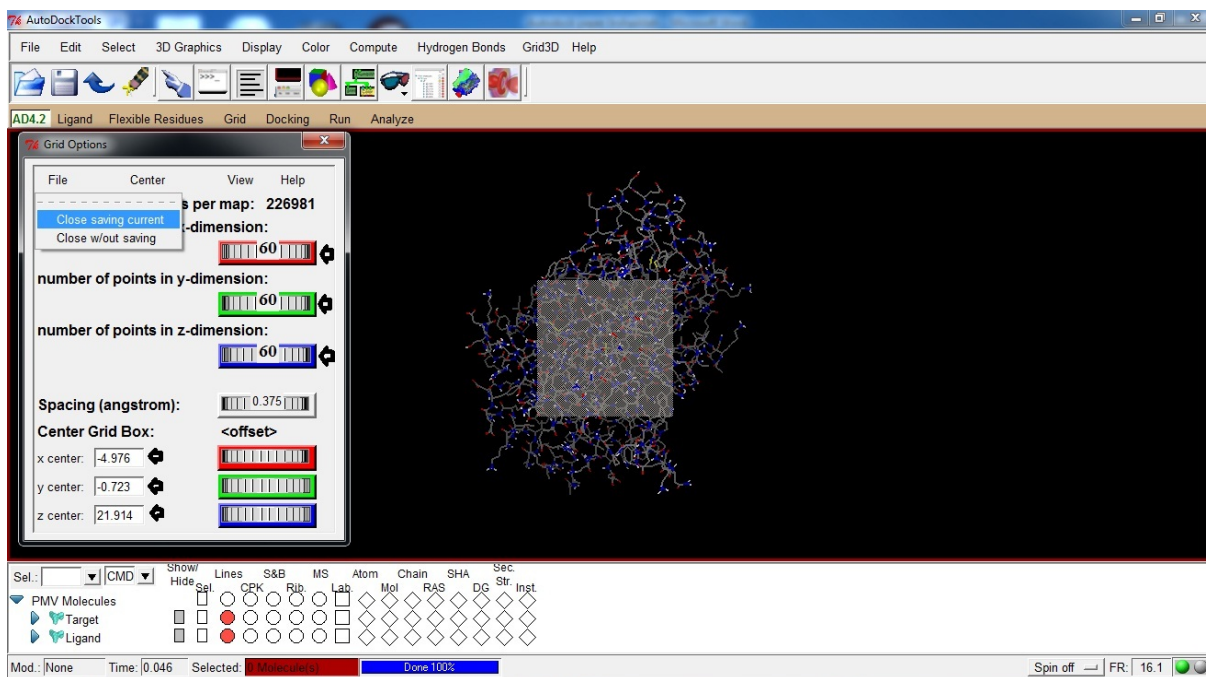 AutoDockTools
File Edit Select 3D Graphics Display Color Compute Hydrogen Bonds Grid3D Help
>>>_
AD4.2 Ligand Flexible Residues Grid Docking Run Analyze
Grid Options
File Center View Help
s per map: 226981
Close saving current
-dimension:
Close w/out saving
60
number of points in y-dimension:
60
number of points in z-dimension:
60
Spacing (angstrom): 0.375
Center Grid Box: <offset>
x center: -4.976
y center: -0.723
z center: 21.914
Sel.: CMD Show/ Hide Sel. Lines CPK S&B Rib. MS Lab. Atom Mol Chain RAS SHA DG Sec. Str. Inst.
PMV Molecules
Target
Ligand
Mod.: None Time: 0.046 Selected: 0 Molecule(s) Done 100% Spin off FR: 16.1